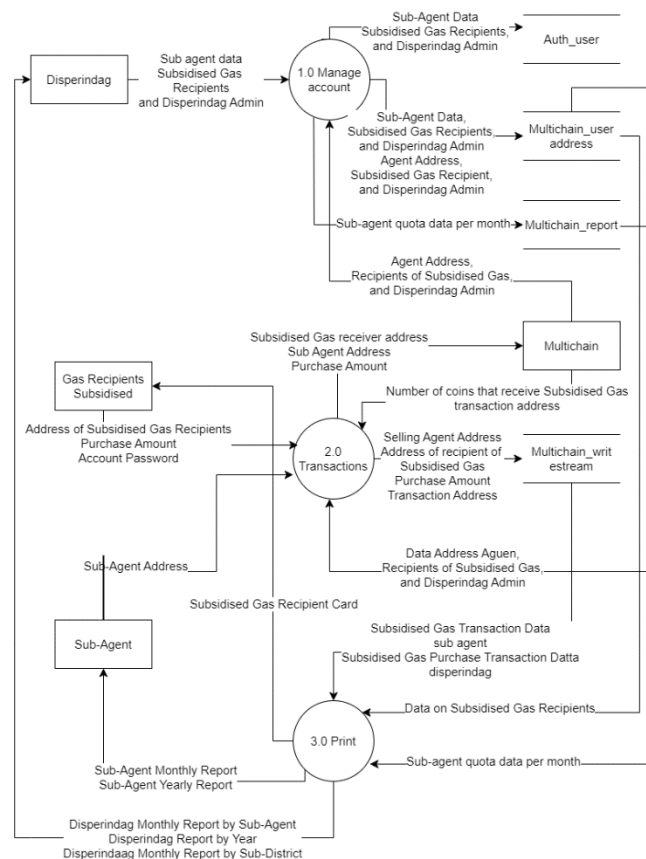 Sub-Agent Data
Subsidised Gas Recipients,
and Disperindag Admin
Auth_user
Disperindag
Sub agent data
Subsidised Gas
Recipients
and Disperindag Admin
1.0 Manage
account
Sub-Agent Data,
Subsidised Gas Recipients,
and Disperindag Admin
Agent Address,
Subsidised Gas Recipient,
and Disperindag Admin
Multichain_user
address
Sub-agent quota data per month
Multichain_report
Agent Address,
Recipients of Subsidised Gas,
and Disperindag Admin
Subsidised Gas receiver address
Sub Agent Address
Purchase Amount
Multichain
Gas Recipients
Subsidised
Number of coins that receive Subsidised Gas
transaction address
Address of Subsidised Gas Recipients
Purchase Amount
Account Password
2.0
Transactions
Selling Agent Address
Address of recipient of
Subsidised Gas
Purchase Amount
Transaction Address
Multichain_writ
estream
Sub-Agent Address
Data Address Aguen,
Recipients of Subsidised Gas,
and Disperindag Admin
Subsidised Gas Recipient Card
Sub-Agent
Subsidised Gas Transaction Data
sub agent
Subsidised Gas Purchase Transaction Datta
disperindag
Data on Subsidised Gas Recipients
3.0 Print
Sub-agent quota data per month
Sub-Agent Monthly Report
Sub-Agent Yearly Report
Disperindag Monthly Report by Sub-Agent
Disperindag Report by Year
Disperindaag Monthly Report by Sub-District